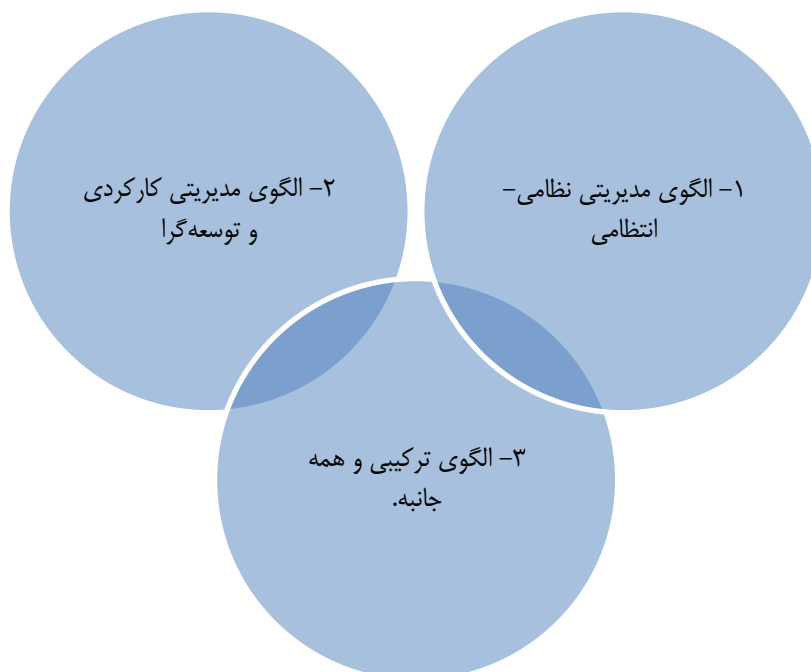 ۱- الگوی مدیریتی نظامی-
انتظامی
۲- الگوی مدیریتی کارکردی
و توسعه‌گرا
۳- الگوی ترکیبی و همه
جانبه.